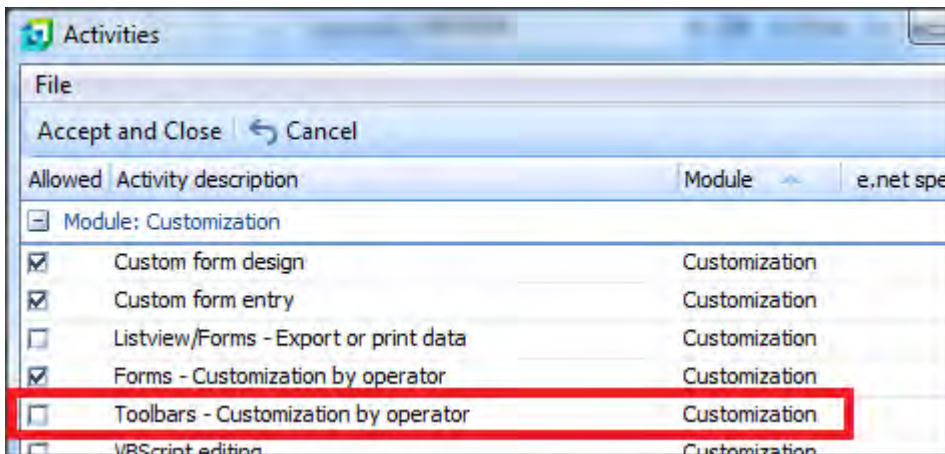 Activities
File
Accept and Close Cancel
Allowed Activity description Module e.net spe
Module: Customization
Custom form design Customization
Custom form entry Customization
Listview/Forms - Export or print data Customization
Forms - Customization by operator Customization
Toolbars - Customization by operator Customization
VBScript editing Customization